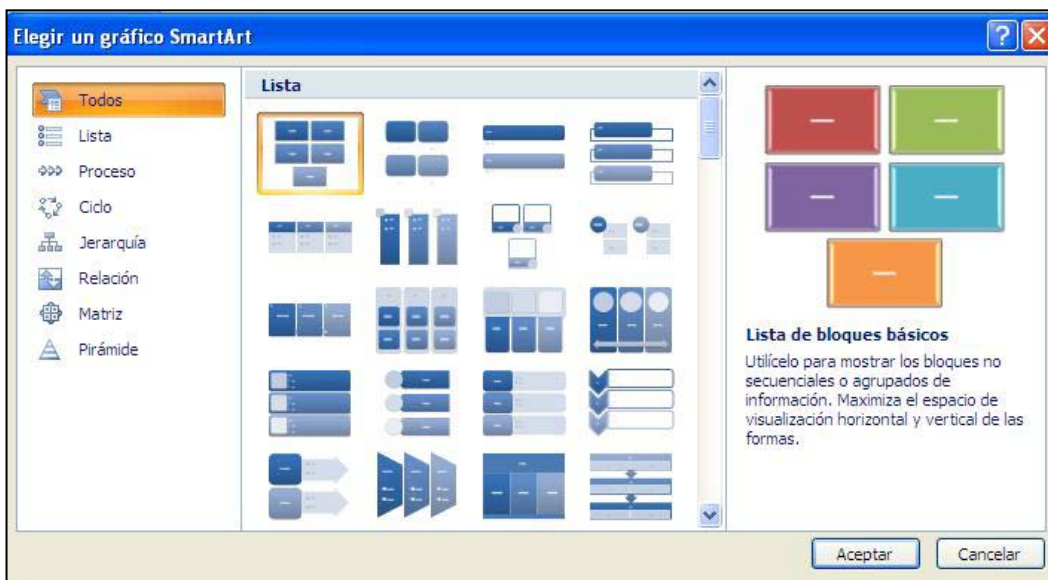 Elegir un gráfico SmartArt
Todos
Lista
Proceso
Ciclo
Jerarquía
Relación
Matriz
Pirámide
Lista
Lista de bloques básicos
Utilícelo para mostrar los bloques no
secuenciales o agrupados de
información. Maximiza el espacio de
visualización horizontal y vertical de las
formas.
Aceptar
Cancelar